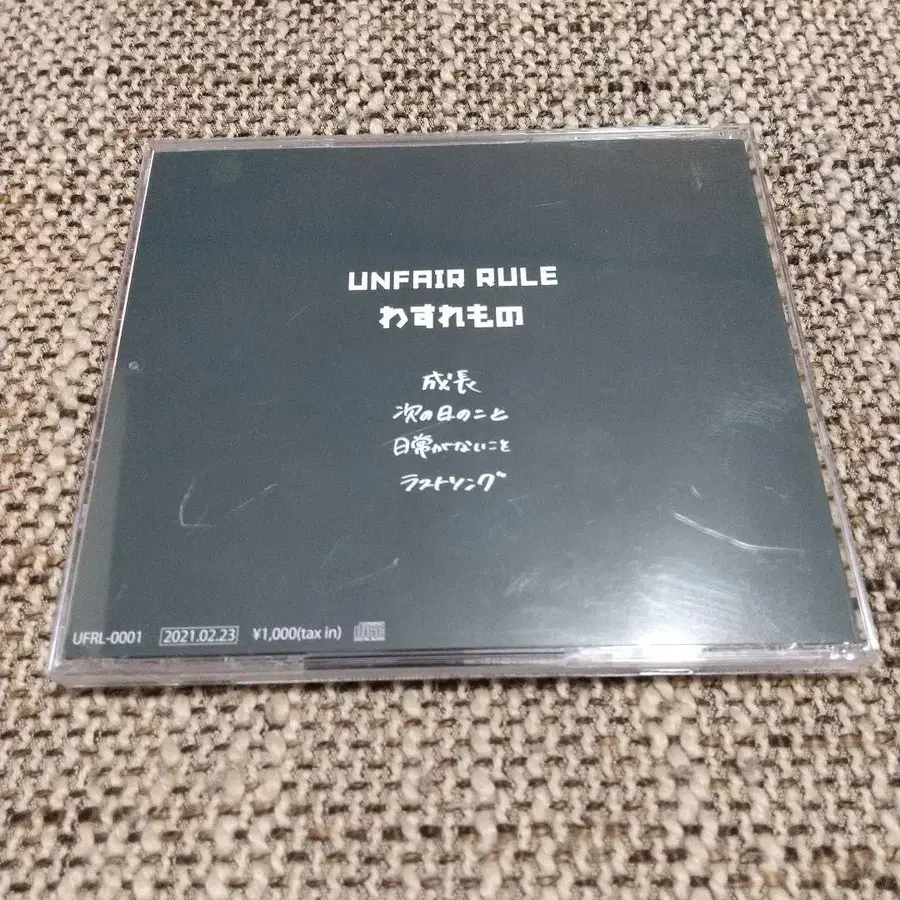 UNFAIR RULE
わすれもの
成長
次の日のこと
日常がないこと
ラストソング
UFRL-0001 2021.02.23 ¥1,000(tax in)